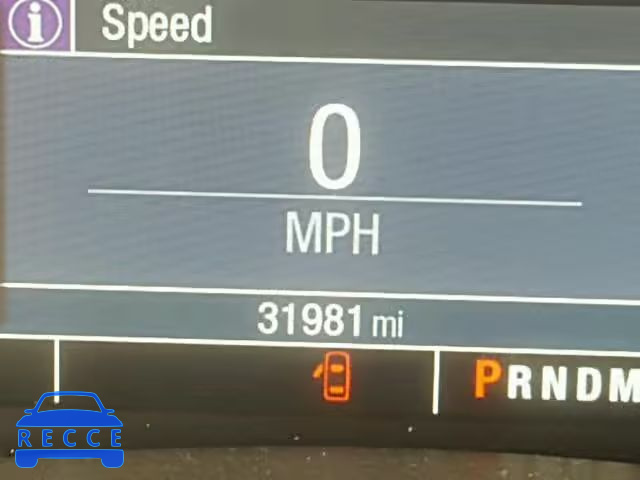 Speed
0
MPH
31981 mi
PRNDM
RECCE